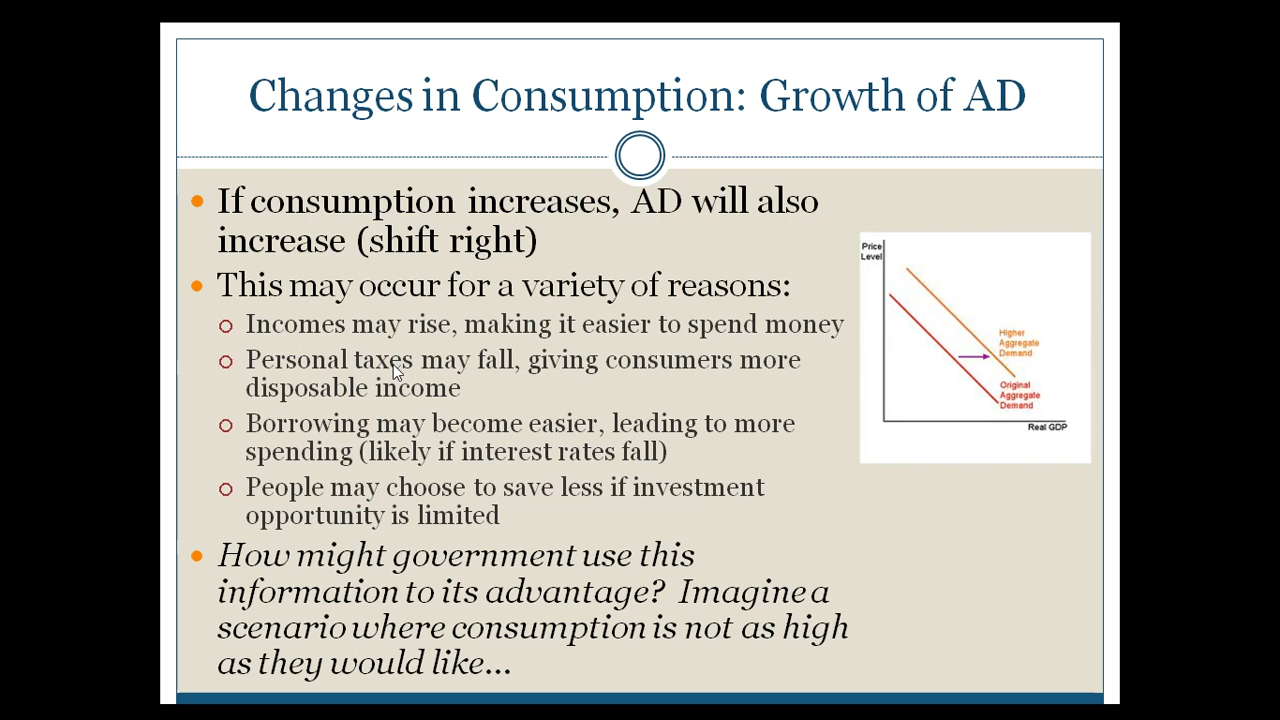 Changes in Consumption: Growth of AD
If consumption increases, AD will also
increase (shift right)
This may occur for a variety of reasons:
Incomes may rise, making it easier to spend money
Personal taxes may fall, giving consumers more
disposable income
Borrowing may become easier, leading to more
spending (likely if interest rates fall)
People may choose to save less if investment
opportunity is limited
How might government use this
information to its advantage? Imagine a
scenario where consumption is not as high
as they would like...
Price
Level
Higher
Aggregate
Demand
Original
Aggregate
Demand
Real GDP